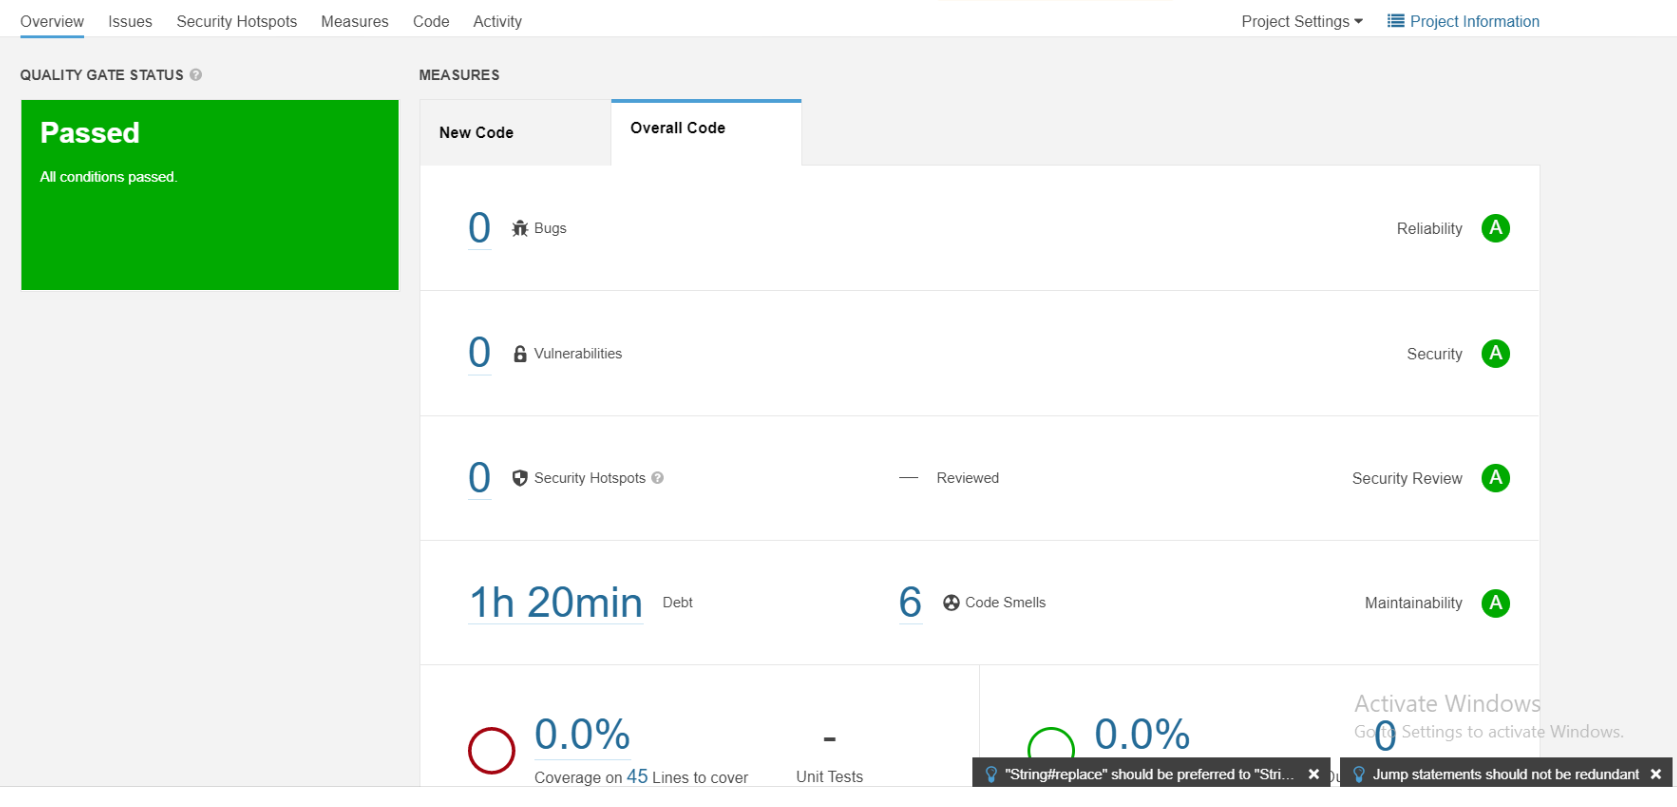 Overview Issues Security Hotspots Measures Code Activity Project Settings Project Information
QUALITY GATE STATUS ?
MEASURES
Passed
All conditions passed.
New Code
Overall Code
0 Bugs Reliability A
0 Vulnerabilities Security A
0 Security Hotspots ? — Reviewed Security Review A
1h 20min Debt 6 Code Smells Maintainability A
0.0% - 0.0% 0
Coverage on 45 Lines to cover Unit Tests
Activate Windows
Go to Settings to activate Windows.
"String#replace" should be preferred to "Stri... ×
Jump statements should not be redundant ×